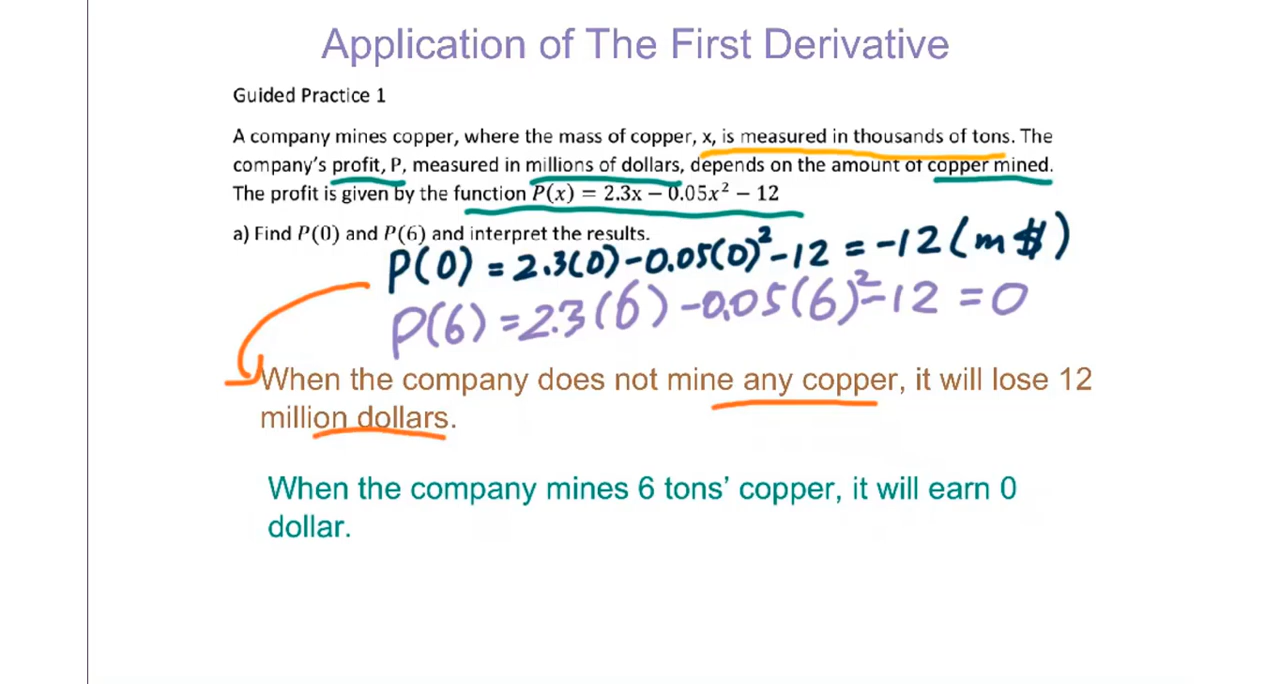 Application of The First Derivative
Guided Practice 1
A company mines copper, where the mass of copper, x, is measured in thousands of tons. The
company's profit, P, measured in millions of dollars, depends on the amount of copper mined.
The profit is given by the function P(x) = 2.3x − 0.05x² − 12
a) Find P(0) and P(6) and interpret the results.
P(0) = 2.3(0) − 0.05(0)² − 12 = −12 (m $)
P(6) = 2.3(6) − 0.05(6)² − 12 = 0
When the company does not mine any copper, it will lose 12
million dollars.
When the company mines 6 tons' copper, it will earn 0
dollar.